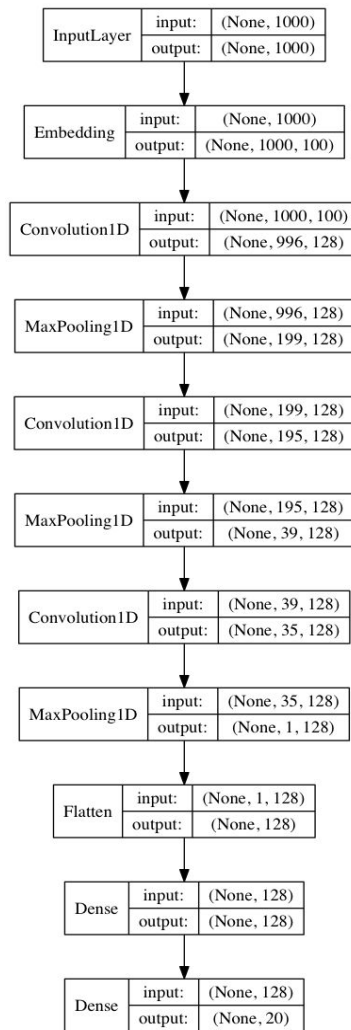 InputLayer
input: (None, 1000)
output: (None, 1000)
Embedding
input: (None, 1000)
output: (None, 1000, 100)
Convolution1D
input: (None, 1000, 100)
output: (None, 996, 128)
MaxPooling1D
input: (None, 996, 128)
output: (None, 199, 128)
Convolution1D
input: (None, 199, 128)
output: (None, 195, 128)
MaxPooling1D
input: (None, 195, 128)
output: (None, 39, 128)
Convolution1D
input: (None, 39, 128)
output: (None, 35, 128)
MaxPooling1D
input: (None, 35, 128)
output: (None, 1, 128)
Flatten
input: (None, 1, 128)
output: (None, 128)
Dense
input: (None, 128)
output: (None, 128)
Dense
input: (None, 128)
output: (None, 20)